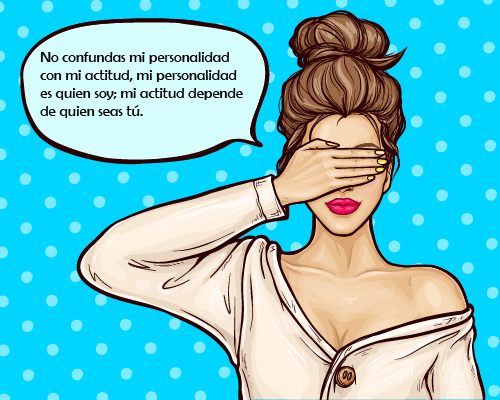 No confundas mi personalidad
con mi actitud, mi personalidad
es quien soy; mi actitud depende
de quien seas tú.